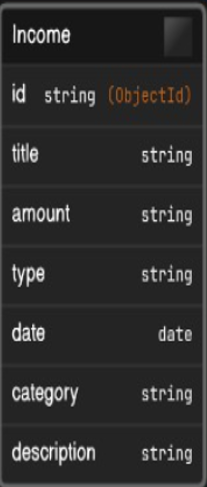 Income
id string (ObjectId)
title string
amount string
type string
date date
category string
description string